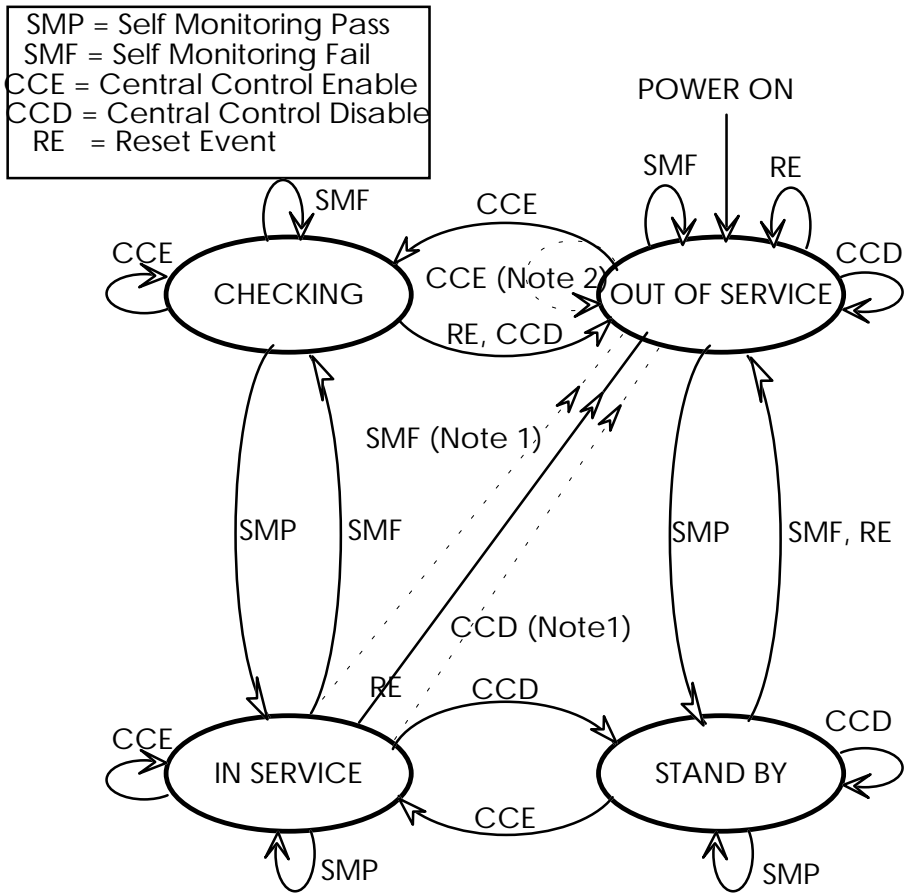 SMP = Self Monitoring Pass
SMF = Self Monitoring Fail
CCE = Central Control Enable
CCD = Central Control Disable
RE = Reset Event
POWER ON
SMF
RE
SMF
CCE
CCE
CCD
CHECKING
CCE (Note 2)
OUT OF SERVICE
RE, CCD
SMF (Note 1)
SMP
SMF
SMP
SMF, RE
CCD (Note1)
RE
CCD
CCE
CCD
IN SERVICE
STAND BY
CCE
SMP
SMP